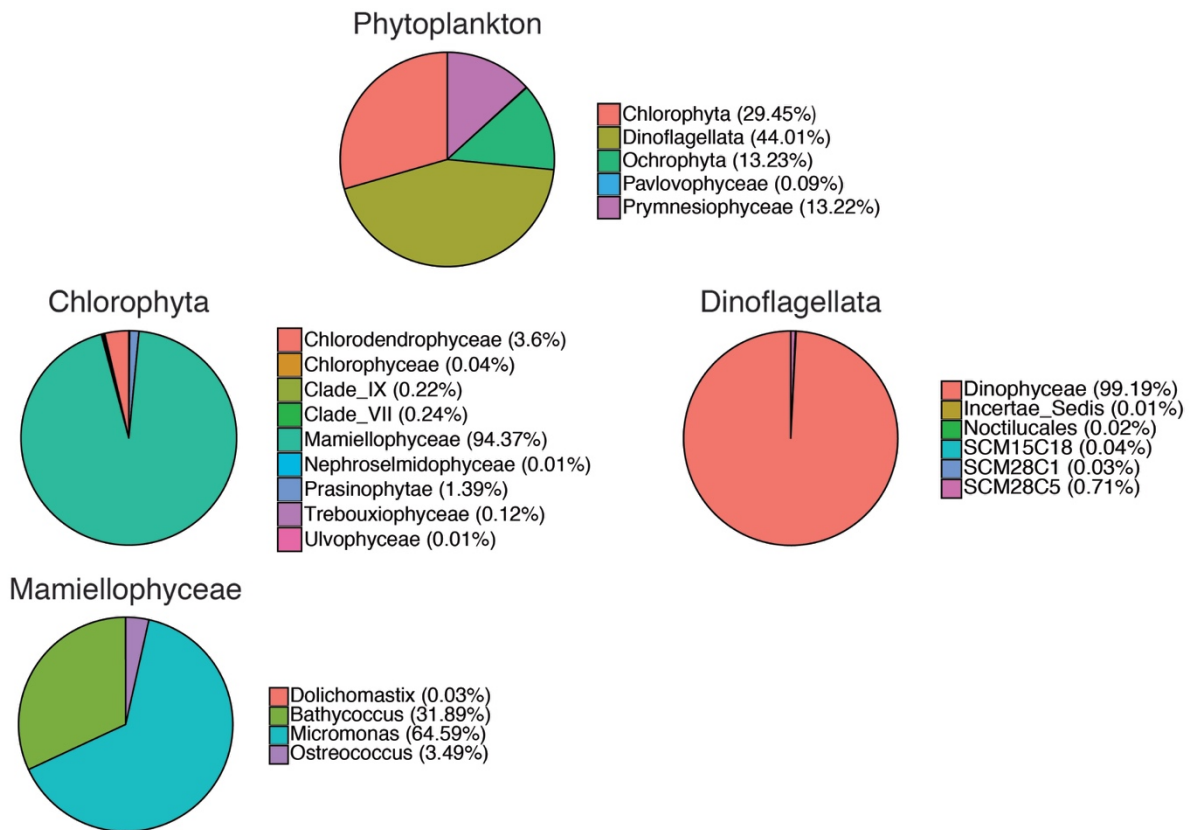 Phytoplankton
Chlorophyta (29.45%)
Dinoflagellata (44.01%)
Ochrophyta (13.23%)
Pavlovophyceae (0.09%)
Prymnesiophyceae (13.22%)
Chlorophyta
Chlorodendrophyceae (3.6%)
Chlorophyceae (0.04%)
Clade_IX (0.22%)
Clade_VII (0.24%)
Mamiellophyceae (94.37%)
Nephroselmidophyceae (0.01%)
Prasinophytae (1.39%)
Trebouxiophyceae (0.12%)
Ulvophyceae (0.01%)
Dinoflagellata
Dinophyceae (99.19%)
Incertae_Sedis (0.01%)
Noctilucales (0.02%)
SCM15C18 (0.04%)
SCM28C1 (0.03%)
SCM28C5 (0.71%)
Mamiellophyceae
Dolichomastix (0.03%)
Bathycoccus (31.89%)
Micromonas (64.59%)
Ostreococcus (3.49%)